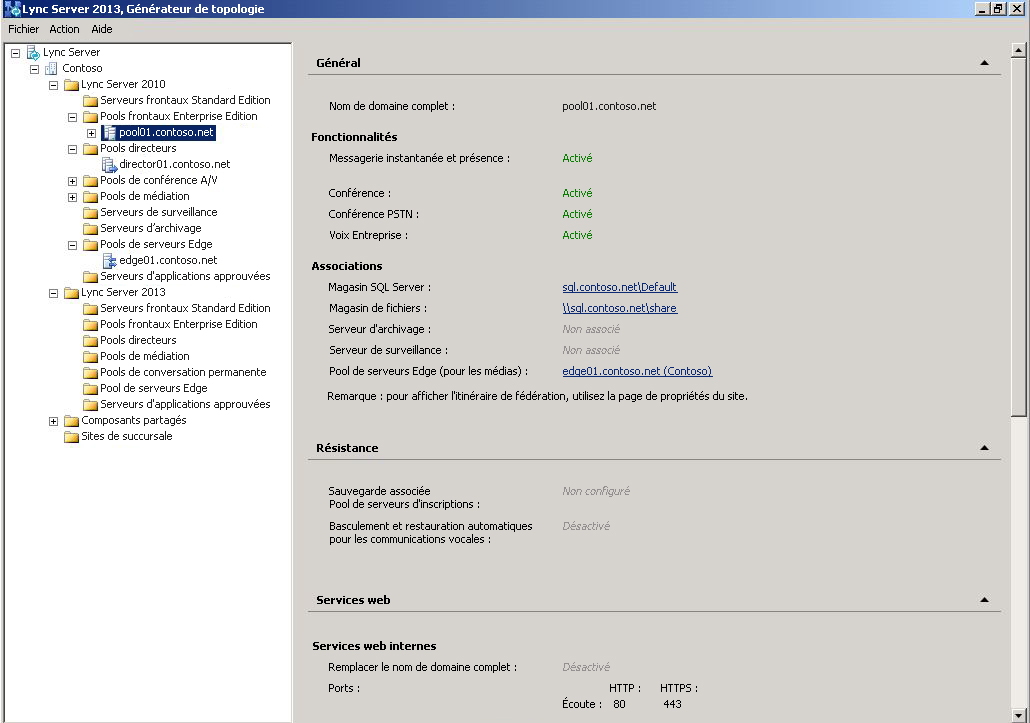 Lync Server 2013, Générateur de topologie
Fichier Action Aide
Lync Server
Contoso
Lync Server 2010
Serveurs frontaux Standard Edition
Pools frontaux Enterprise Edition
pool01.contoso.net
Pools directeurs
director01.contoso.net
Pools de conférence A/V
Pools de médiation
Serveurs de surveillance
Serveurs d'archivage
Pools de serveurs Edge
edge01.contoso.net
Serveurs d'applications approuvées
Lync Server 2013
Serveurs frontaux Standard Edition
Pools frontaux Enterprise Edition
Pools directeurs
Pools de médiation
Pools de conversation permanente
Pool de serveurs Edge
Serveurs d'applications approuvées
Composants partagés
Sites de succursale
Général
Nom de domaine complet : pool01.contoso.net
Fonctionnalités
Messagerie instantanée et présence : Activé
Conférence : Activé
Conférence PSTN : Activé
Voix Entreprise : Activé
Associations
Magasin SQL Server : sql.contoso.net\Default
Magasin de fichiers : \\sql.contoso.net\share
Serveur d'archivage : Non associé
Serveur de surveillance : Non associé
Pool de serveurs Edge (pour les médias) : edge01.contoso.net (Contoso)
Remarque : pour afficher l'itinéraire de fédération, utilisez la page de propriétés du site.
Résistance
Sauvegarde associée Non configuré
Pool de serveurs d'inscriptions :
Basculement et restauration automatiques Désactivé
pour les communications vocales :
Services web
Services web internes
Remplacer le nom de domaine complet : Désactivé
Ports : HTTP : HTTPS :
Écoute : 80 443